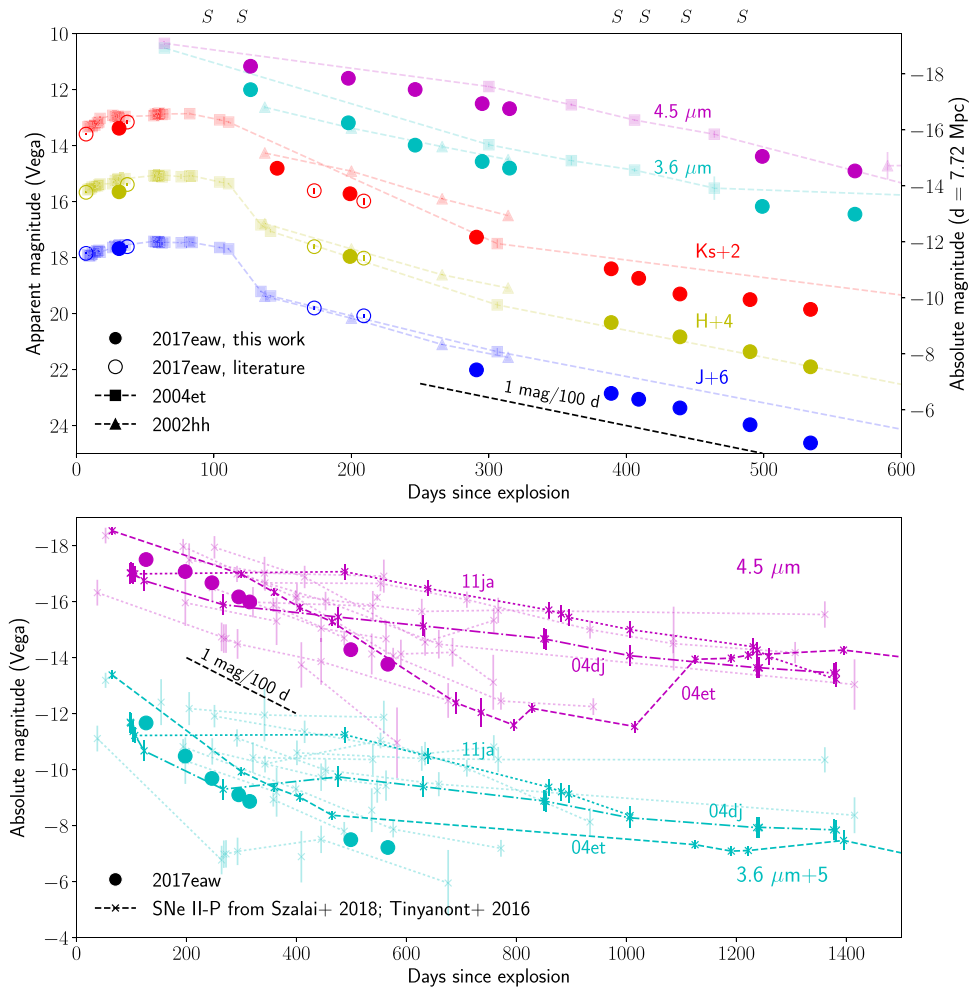 S S S S S S
10
12
14
16
18
20
22
24
Apparent magnitude (Vega)
−18
−16
−14
−12
−10
−8
−6
Absolute magnitude (d = 7.72 Mpc)
4.5 μm
3.6 μm
Ks+2
H+4
J+6
1 mag/100 d
2017eaw, this work
2017eaw, literature
2004et
2002hh
0 100 200 300 400 500 600
Days since explosion
−18
−16
−14
−12
−10
−8
−6
−4
Absolute magnitude (Vega)
4.5 μm
11ja
04dj
1 mag/100 d
04et
11ja
04dj
04et
3.6 μm+5
2017eaw
SNe II-P from Szalai+ 2018; Tinyanont+ 2016
0 200 400 600 800 1000 1200 1400
Days since explosion